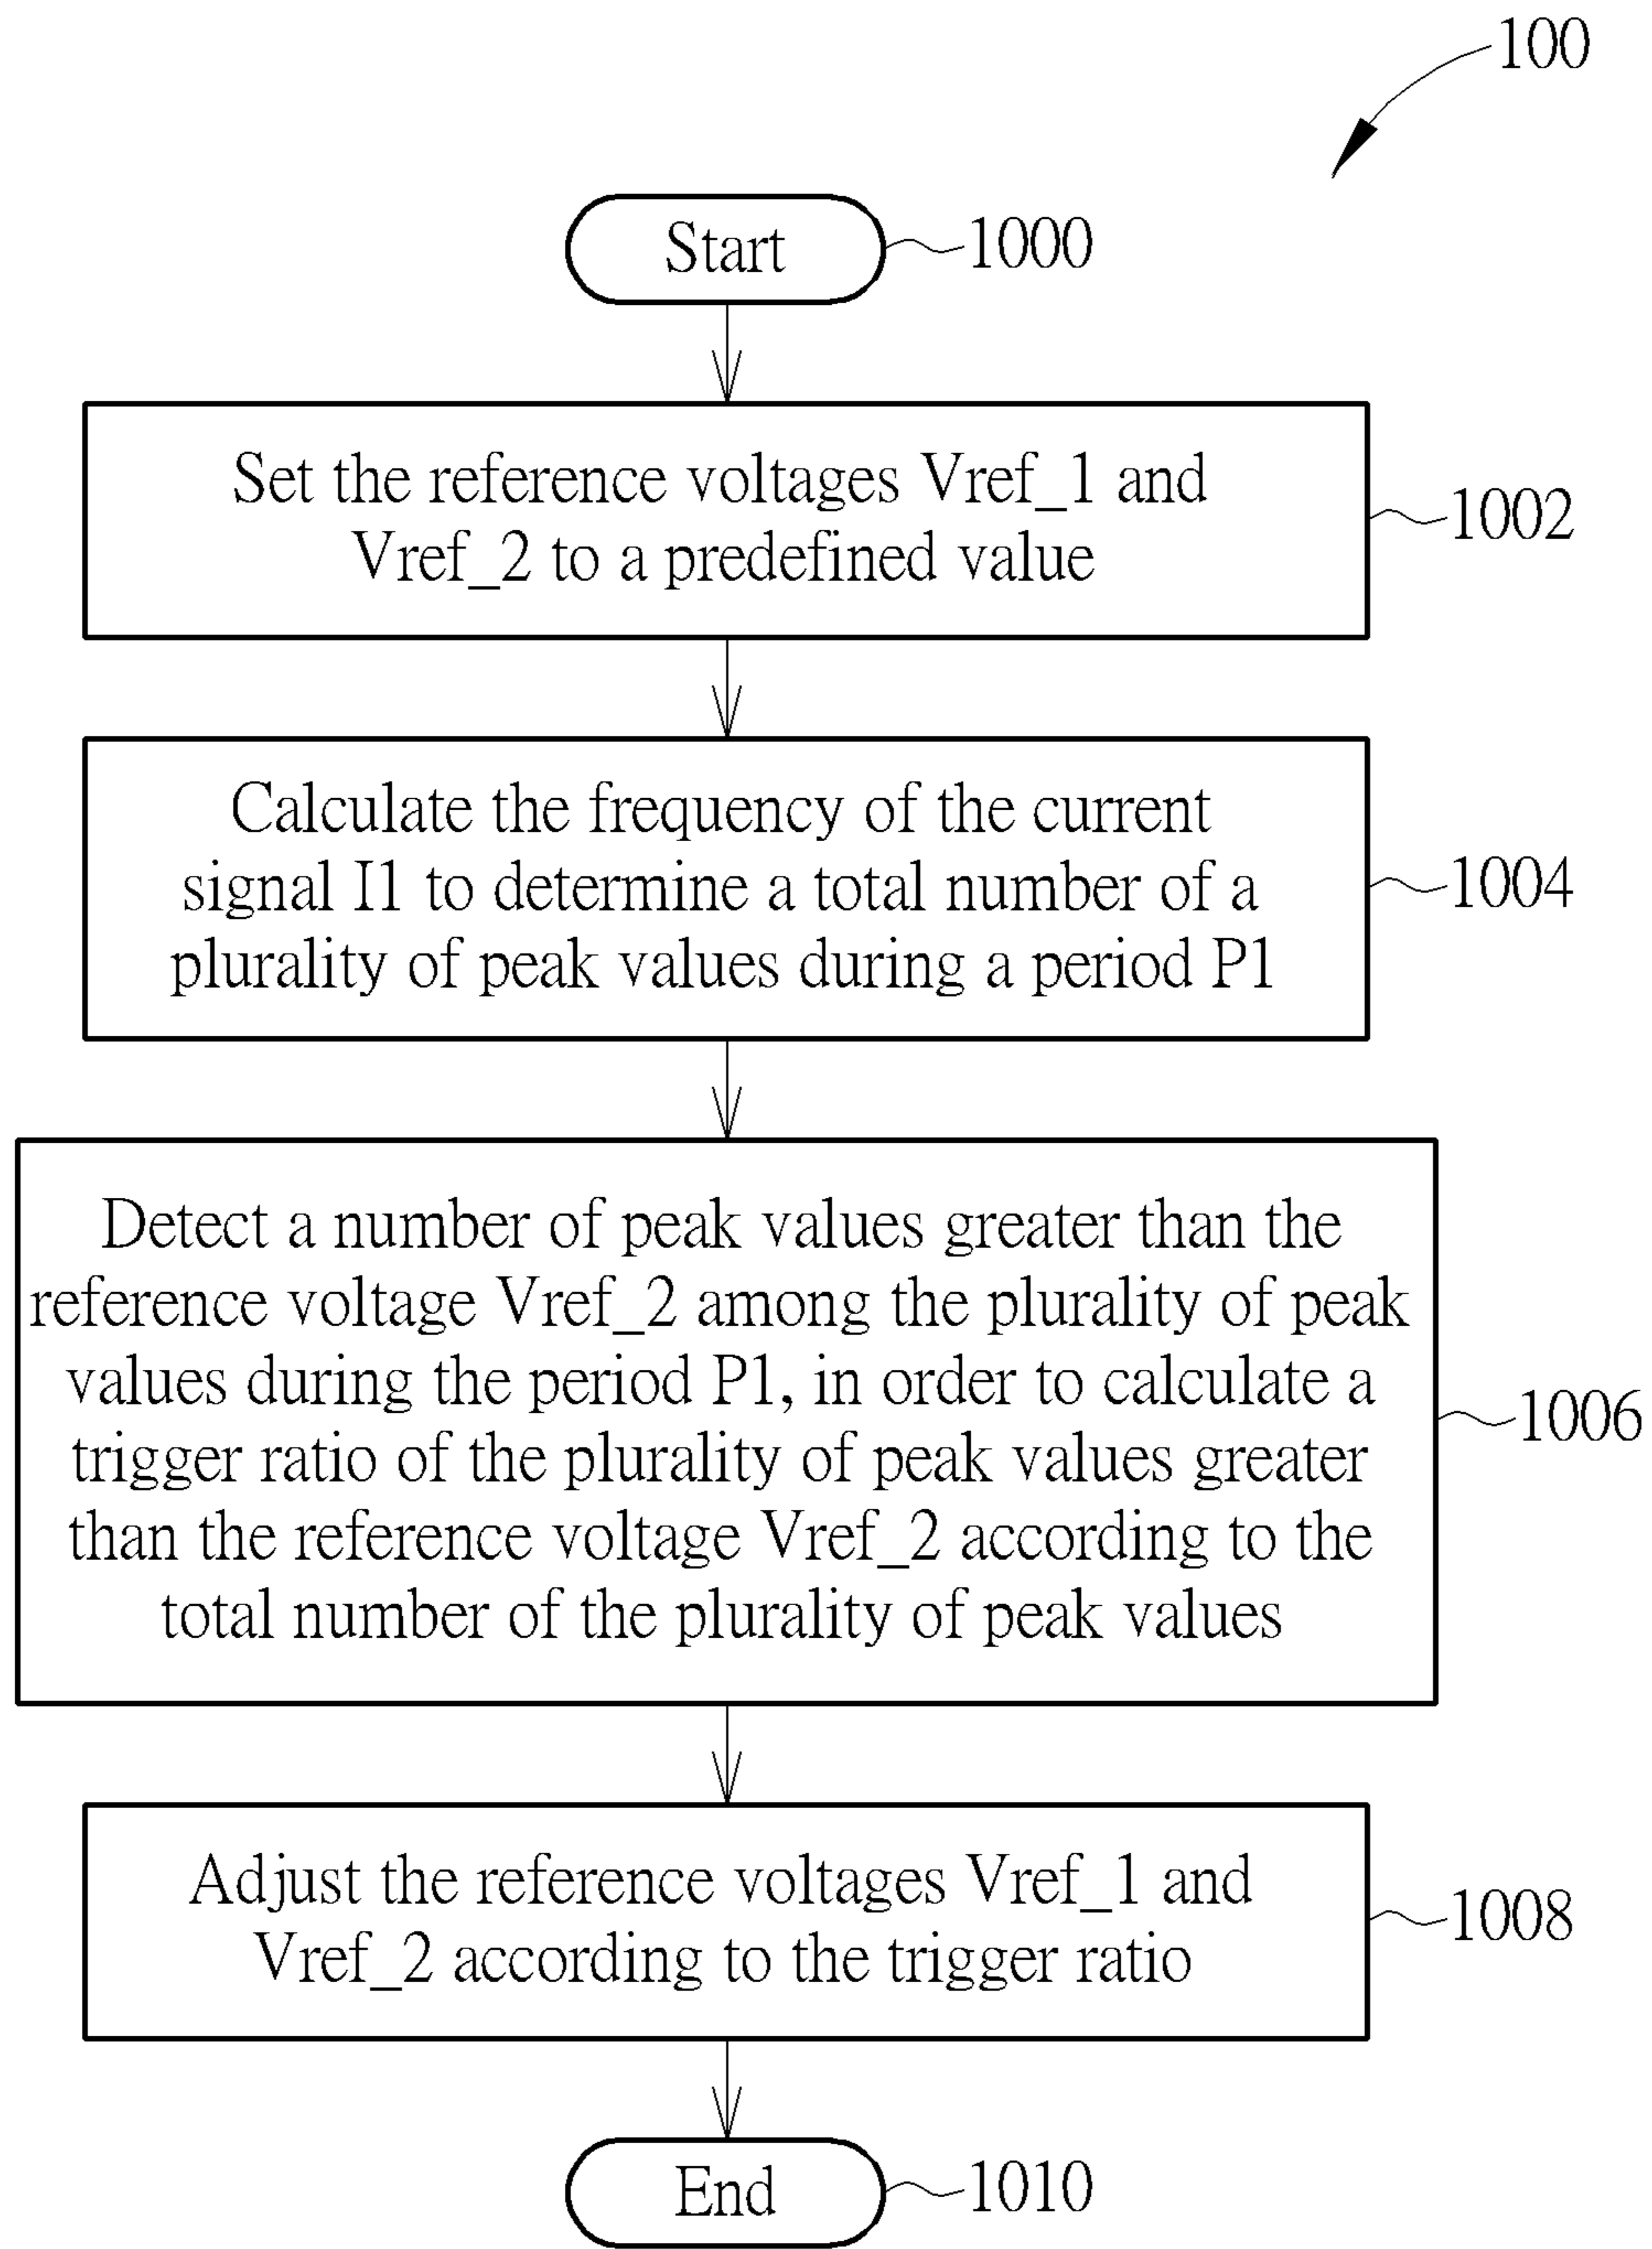 100
Start
1000
Set the reference voltages Vref_1 and
Vref_2 to a predefined value
1002
Calculate the frequency of the current
signal I1 to determine a total number of a
plurality of peak values during a period P1
1004
Detect a number of peak values greater than the
reference voltage Vref_2 among the plurality of peak
values during the period P1, in order to calculate a
trigger ratio of the plurality of peak values greater
than the reference voltage Vref_2 according to the
total number of the plurality of peak values
1006
Adjust the reference voltages Vref_1 and
Vref_2 according to the trigger ratio
1008
End
1010